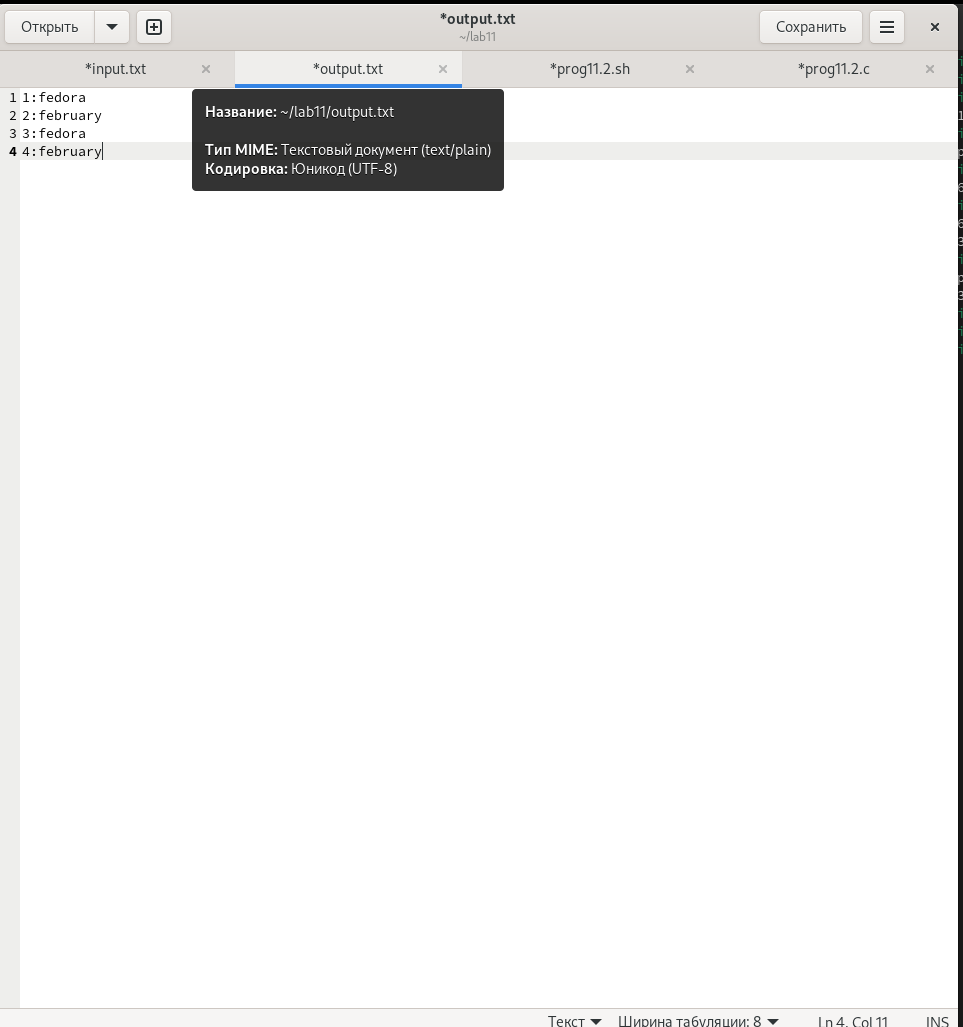 Открыть
*output.txt
~/lab11
Сохранить
*input.txt
*output.txt
*prog11.2.sh
*prog11.2.c
1 1:fedora
2 2:february
3 3:fedora
4 4:february
Название: ~/lab11/output.txt
Тип MIME: Текстовый документ (text/plain)
Кодировка: Юникод (UTF-8)
Текст Ширина табуляции: 8 Ln 4, Col 11 INS